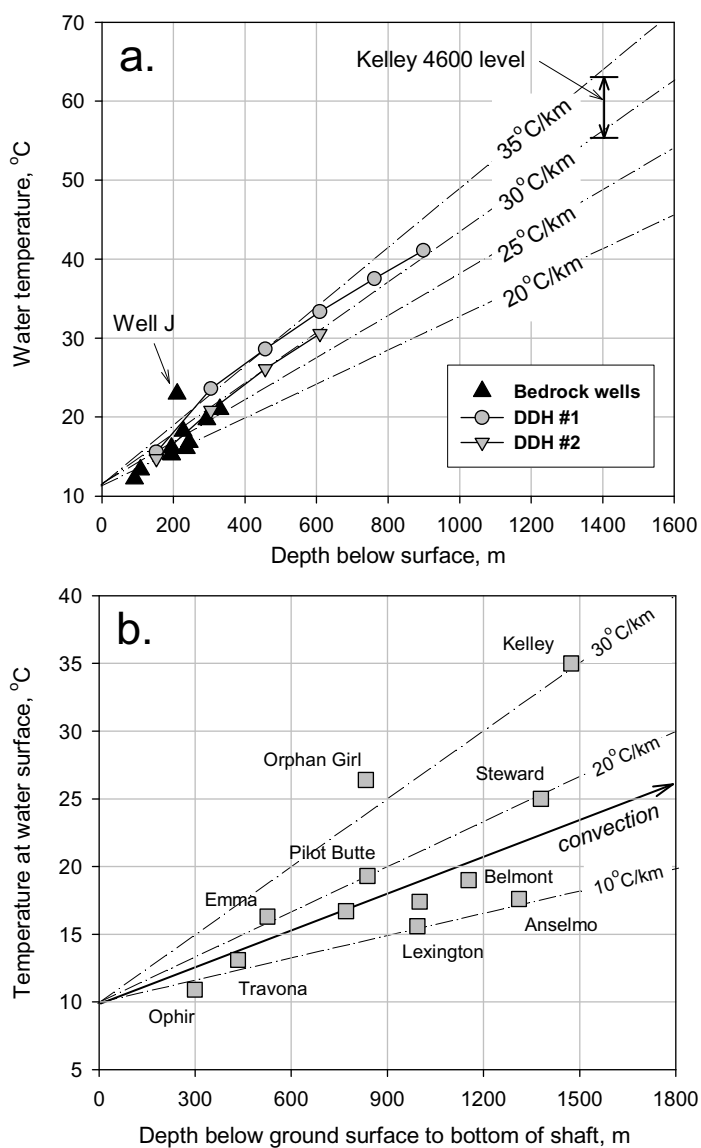 a.
Kelley 4600 level
35°C/km
30°C/km
25°C/km
20°C/km
Well J
Bedrock wells
DDH #1
DDH #2
Water temperature, °C
70
60
50
40
30
20
10
0 200 400 600 800 1000 1200 1400 1600
Depth below surface, m
b.
Kelley
30°C/km
Orphan Girl
Steward
20°C/km
Pilot Butte
convection
Emma
Belmont
10°C/km
Anselmo
Lexington
Travona
Ophir
Temperature at water surface, °C
40
35
30
25
20
15
10
5
0 300 600 900 1200 1500 1800
Depth below ground surface to bottom of shaft, m